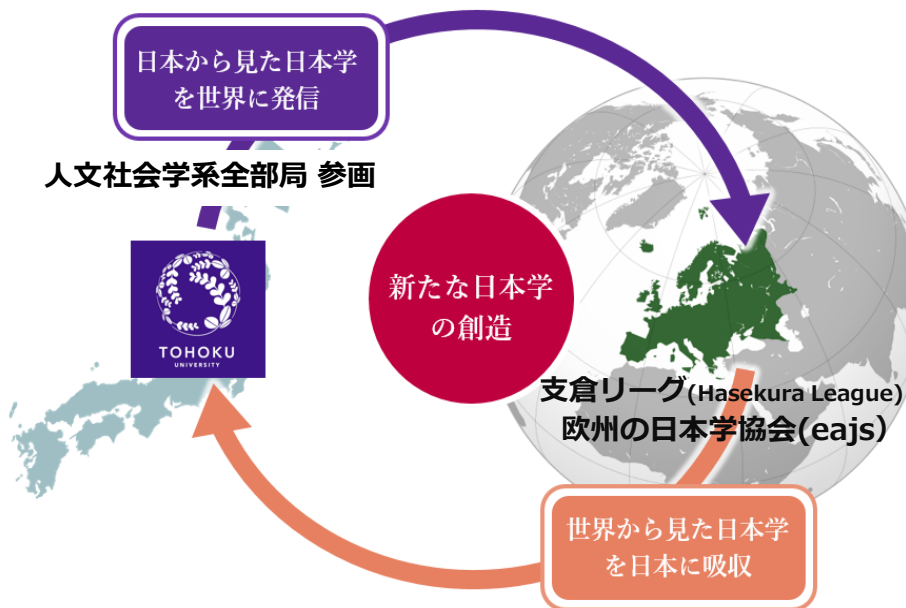 日本から見た日本学
を世界に発信
人文社会学系全部局 参画
TOHOKU
UNIVERSITY
新たな日本学
の創造
支倉リーグ(Hasekura League)
欧州の日本学協会(eajs）
世界から見た日本学
を日本に吸収